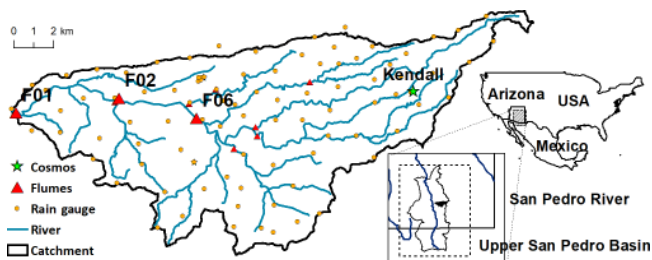 0 1 2 km
F01
F02
F06
Kendall
Arizona
USA
Mexico
Cosmos
Flumes
Rain gauge
River
Catchment
San Pedro River
Upper San Pedro Basin